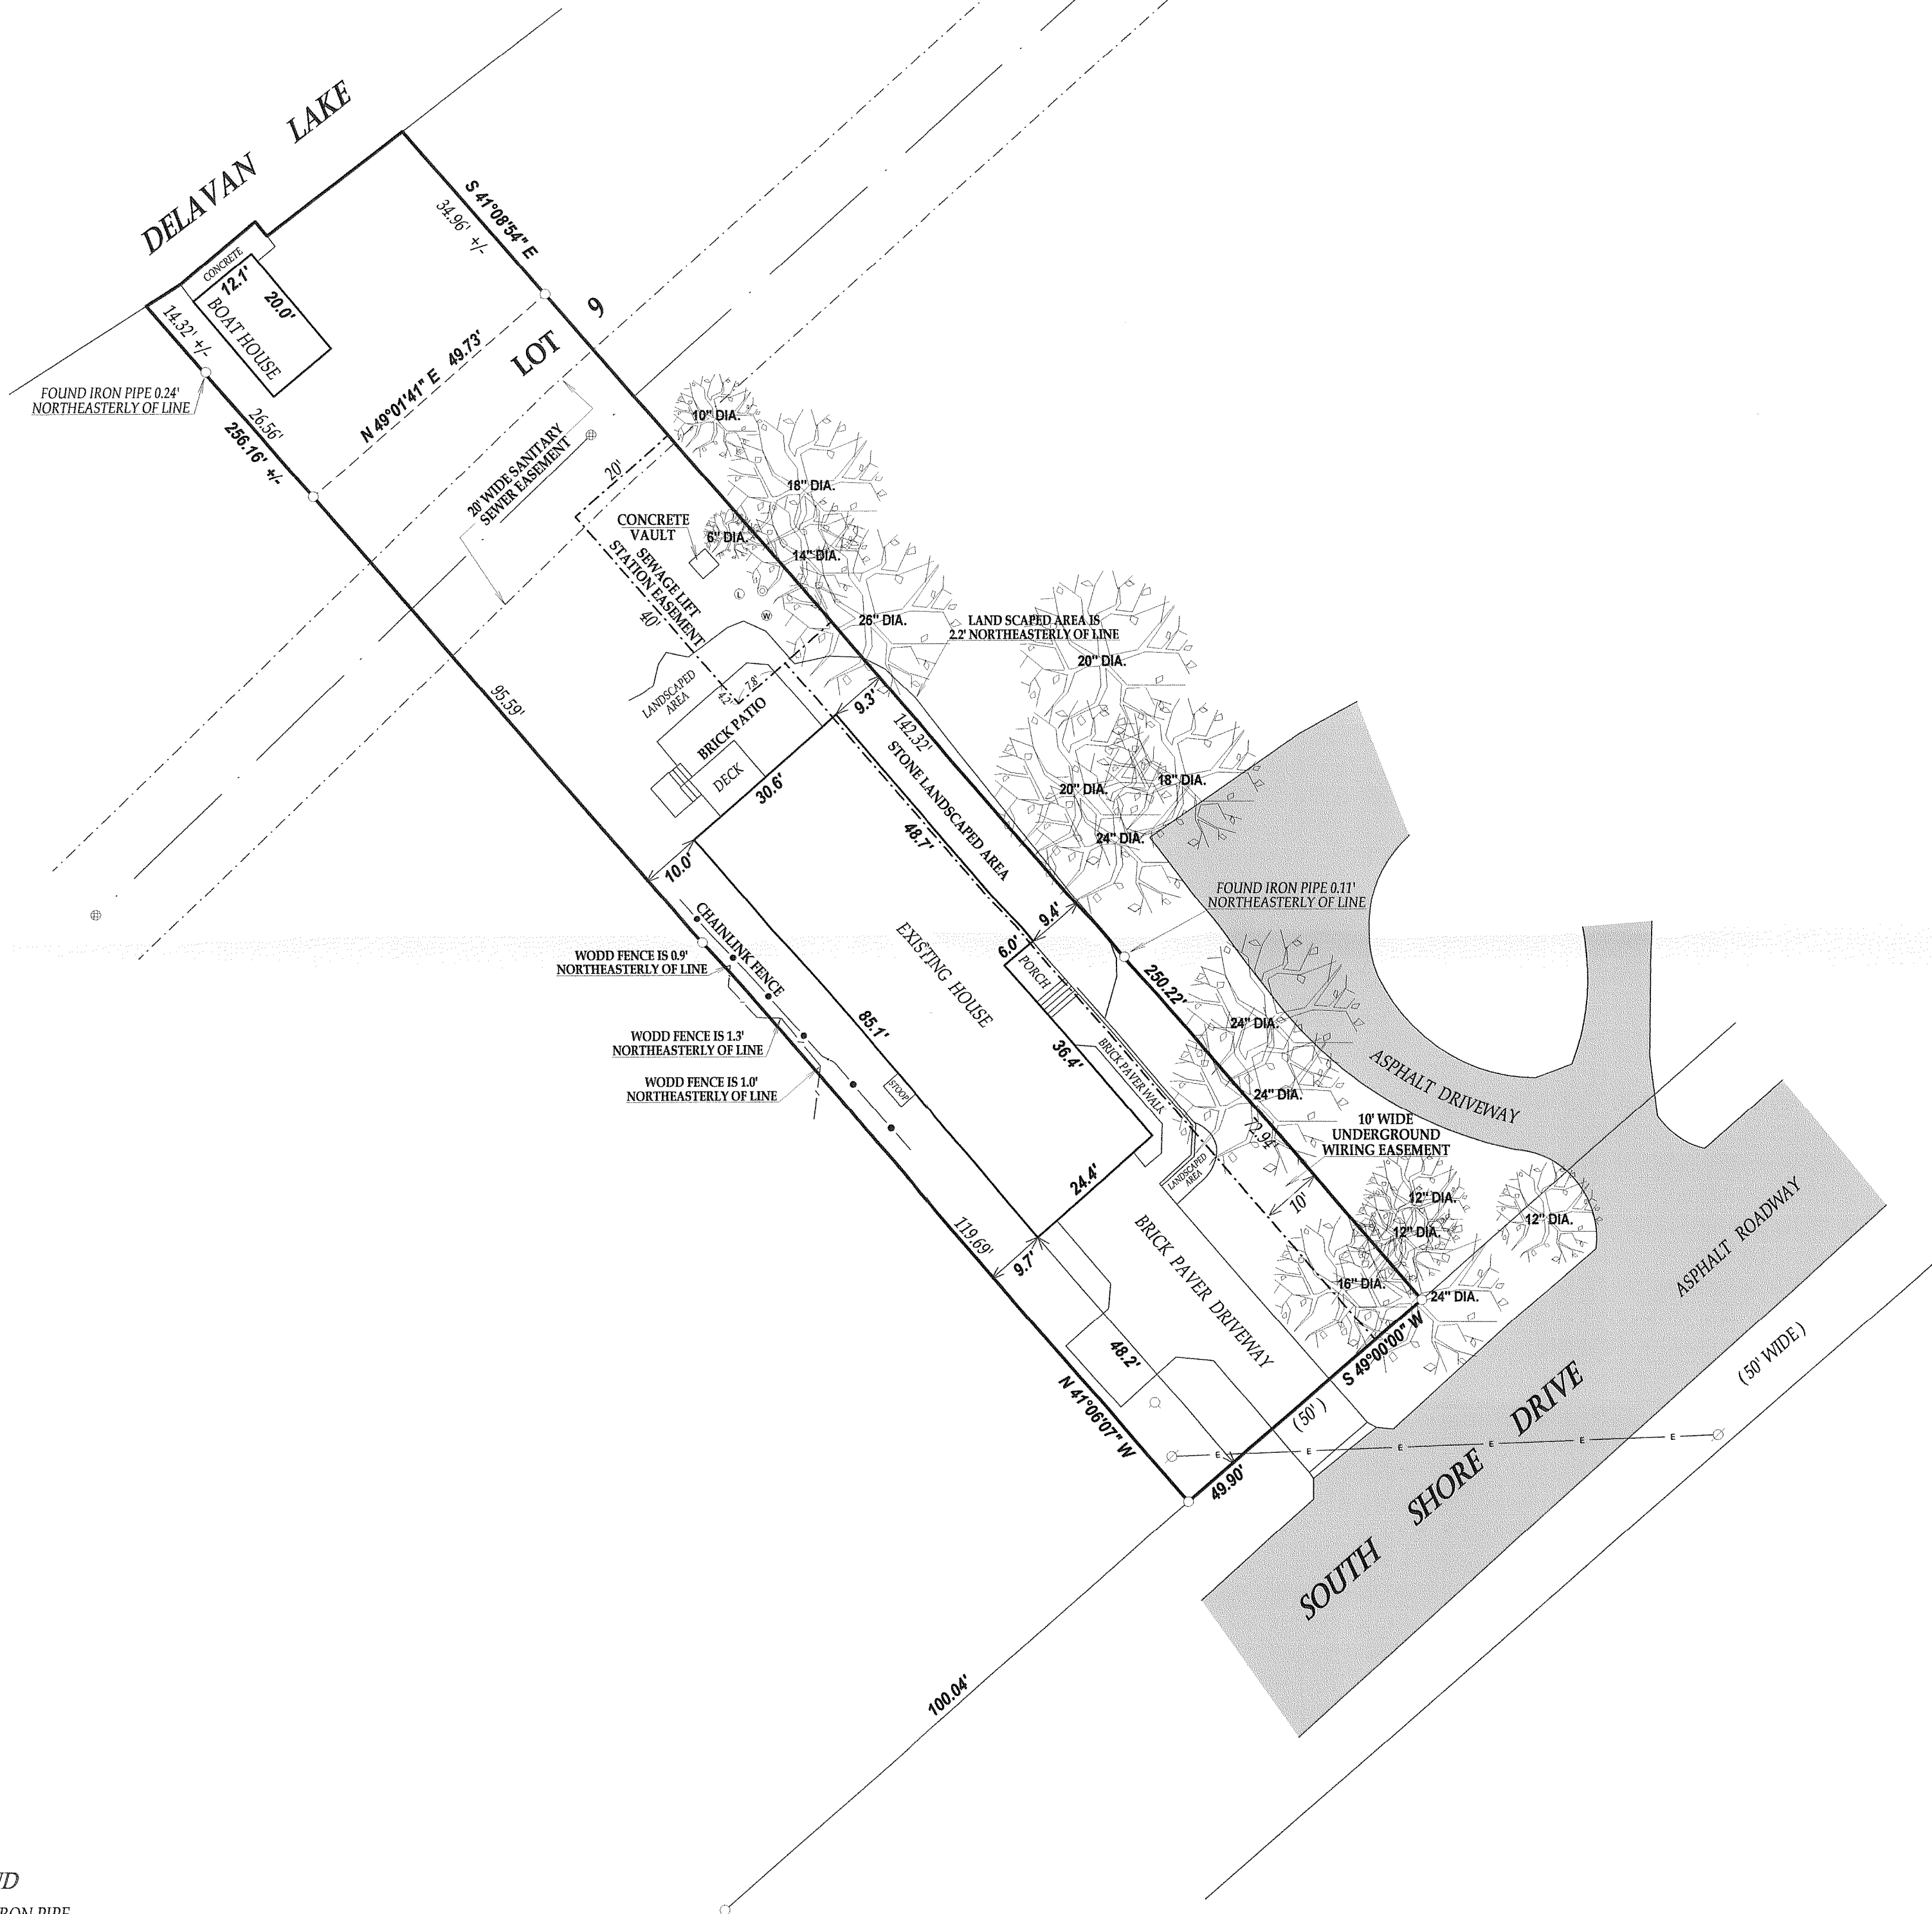 DELAVAN LAKE
S 41°08'54" E
34.96' +/-
CONCRETE
12.1'
20.0'
BOAT HOUSE
14.32' +/-
FOUND IRON PIPE 0.24'
NORTHEASTERLY OF LINE
26.56'
256.16' +/-
N 49°01'41" E 49.73'
LOT 9
20' WIDE SANITARY
SEWER EASEMENT
20'
10" DIA.
18" DIA.
CONCRETE
VAULT
6" DIA.
14" DIA.
SEWAGE LIFT
STATION EASEMENT
40'
L
W
26" DIA.
LAND SCAPED AREA IS
2.2' NORTHEASTERLY OF LINE
20" DIA.
LANDSCAPED
AREA
4.2'
7.8'
BRICK PATIO
9.3'
142.32'
95.59'
DECK
30.6'
STONE LANDSCAPED AREA
48.7'
20" DIA.
18" DIA.
24" DIA.
10.0'
FOUND IRON PIPE 0.11'
NORTHEASTERLY OF LINE
9.4'
6.0'
PORCH
EXISTING HOUSE
CHAINLINK FENCE
WODD FENCE IS 0.9'
NORTHEASTERLY OF LINE
250.22'
24" DIA.
85.1'
WODD FENCE IS 1.3'
NORTHEASTERLY OF LINE
36.4'
BRICK PAVER WALK
STOOP
WODD FENCE IS 1.0'
NORTHEASTERLY OF LINE
24" DIA.
ASPHALT DRIVEWAY
72.94'
10' WIDE
UNDERGROUND
WIRING EASEMENT
LANDSCAPED
AREA
24.4'
10'
12" DIA.
12" DIA.
12" DIA.
119.69'
9.7'
BRICK PAVER DRIVEWAY
16" DIA.
24" DIA.
ASPHALT ROADWAY
48.2'
S 49°00'00" W
(50')
N 41°06'07" W
49.90'
E
E
E
E
E
E
(50' WIDE)
SOUTH SHORE DRIVE
100.04'
RON PIPE